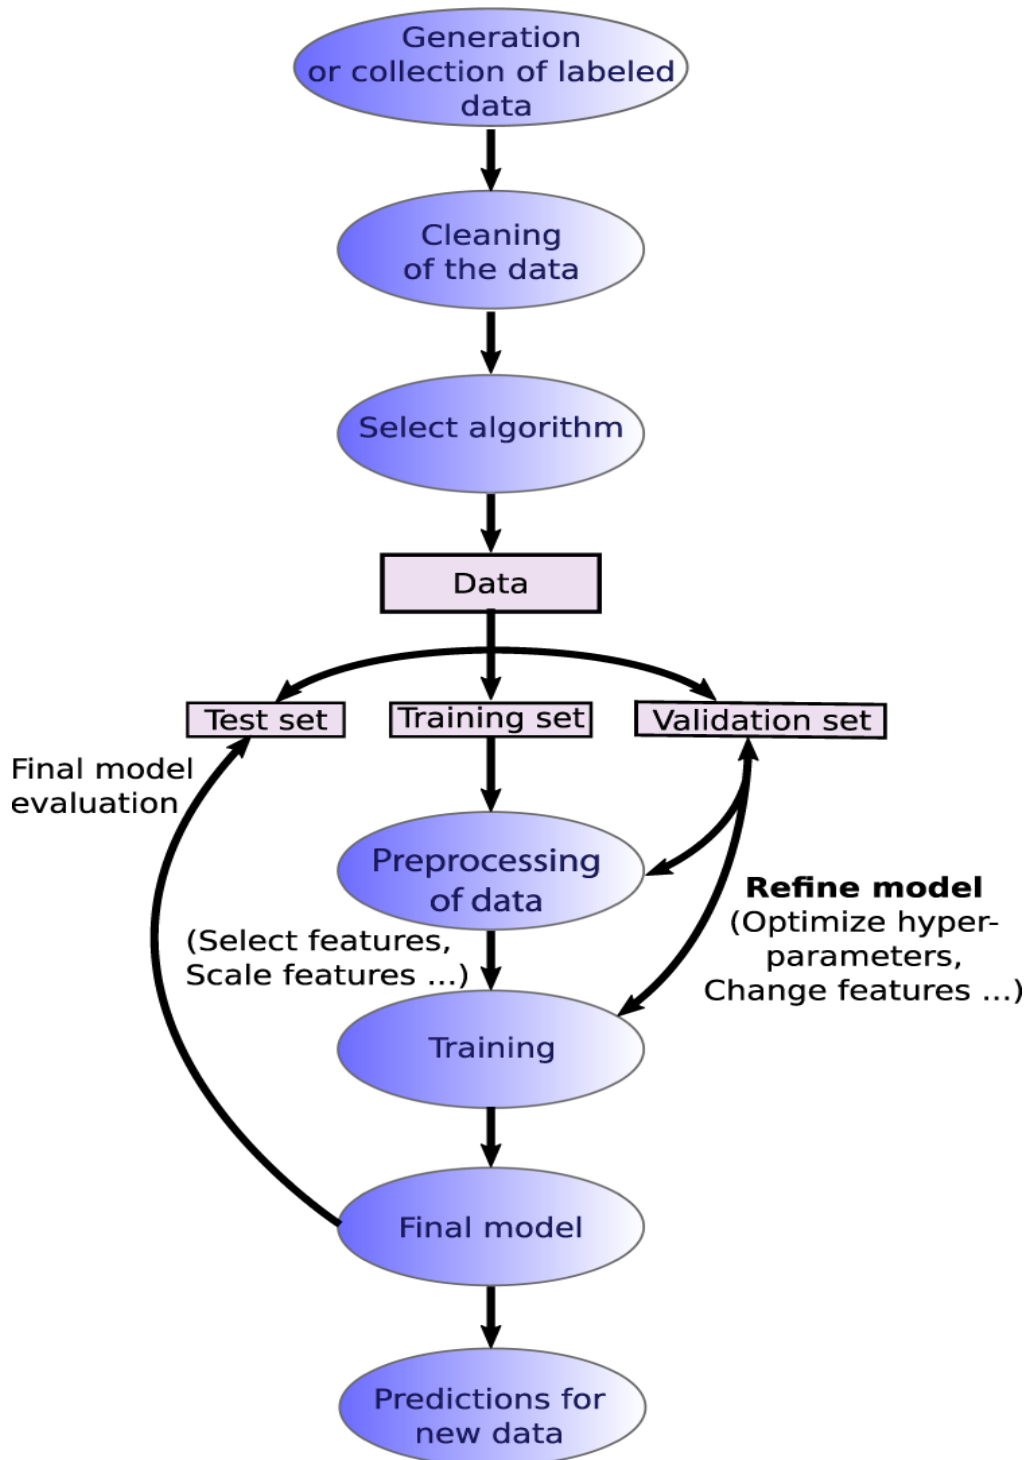 Generation
or collection of labeled
data
Cleaning
of the data
Select algorithm
Data
Test set
Training set
Validation set
Final model
evaluation
Preprocessing
of data
Refine model
(Optimize hyper-
parameters,
Change features ...)
(Select features,
Scale features ...)
Training
Final model
Predictions for
new data